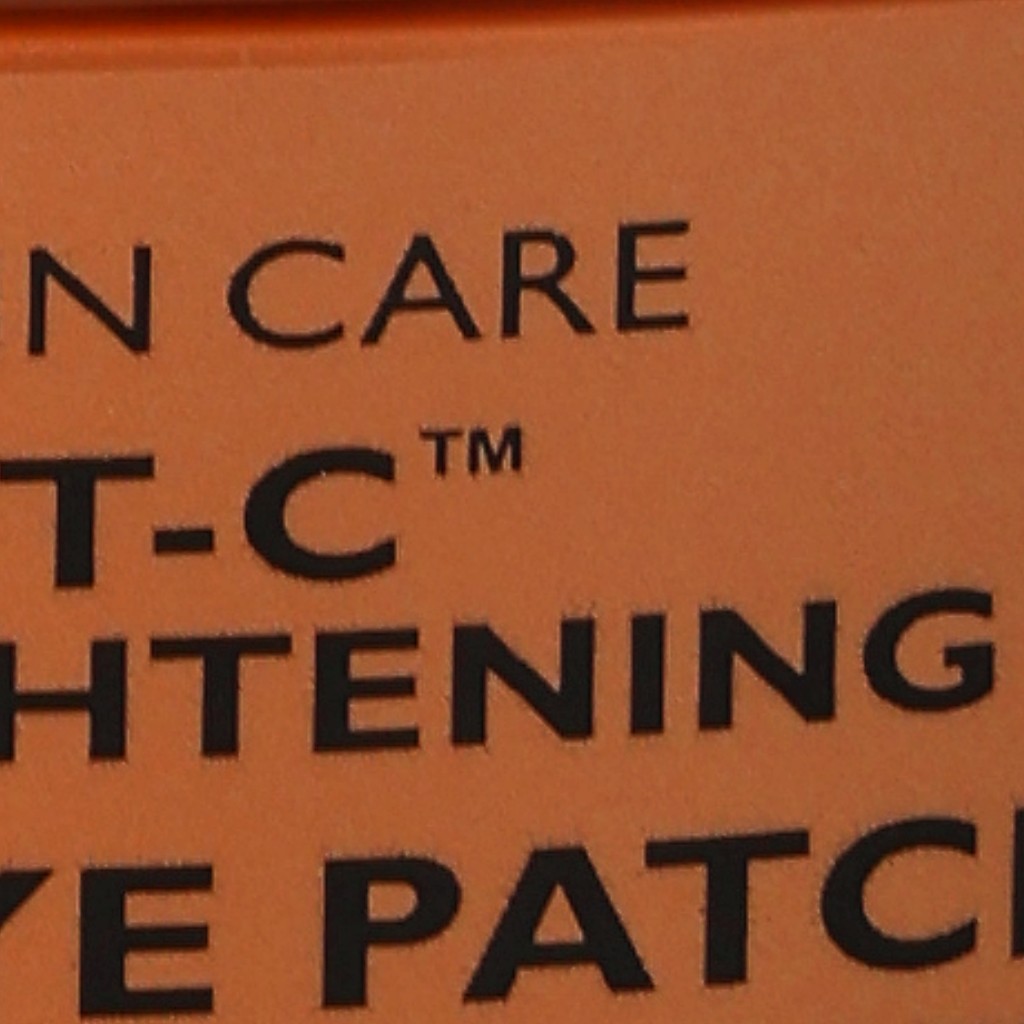 N CARE
T-C™
HTENING
YE PATC